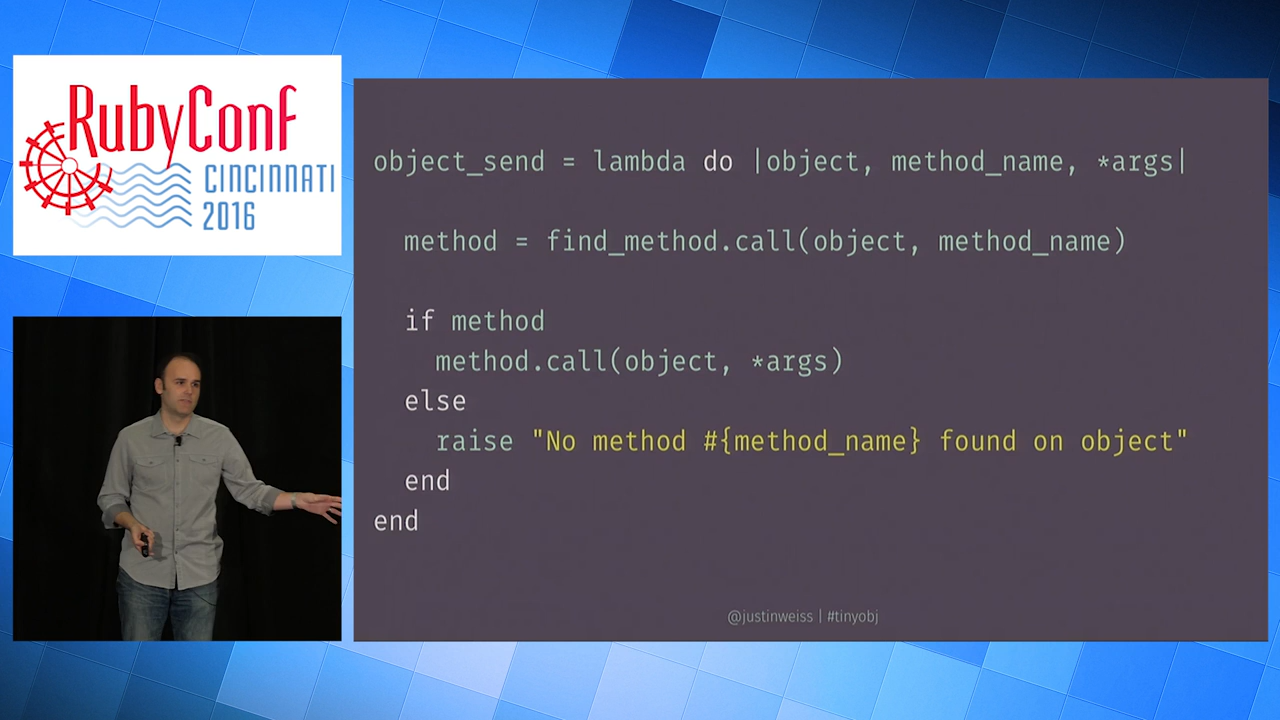 RubyConf
CINCINNATI
2016
object_send = lambda do |object, method_name, *args|
  method = find_method.call(object, method_name)
  if method
    method.call(object, *args)
  else
    raise "No method #{method_name} found on object"
  end
end
@justinweiss | #tinyobj